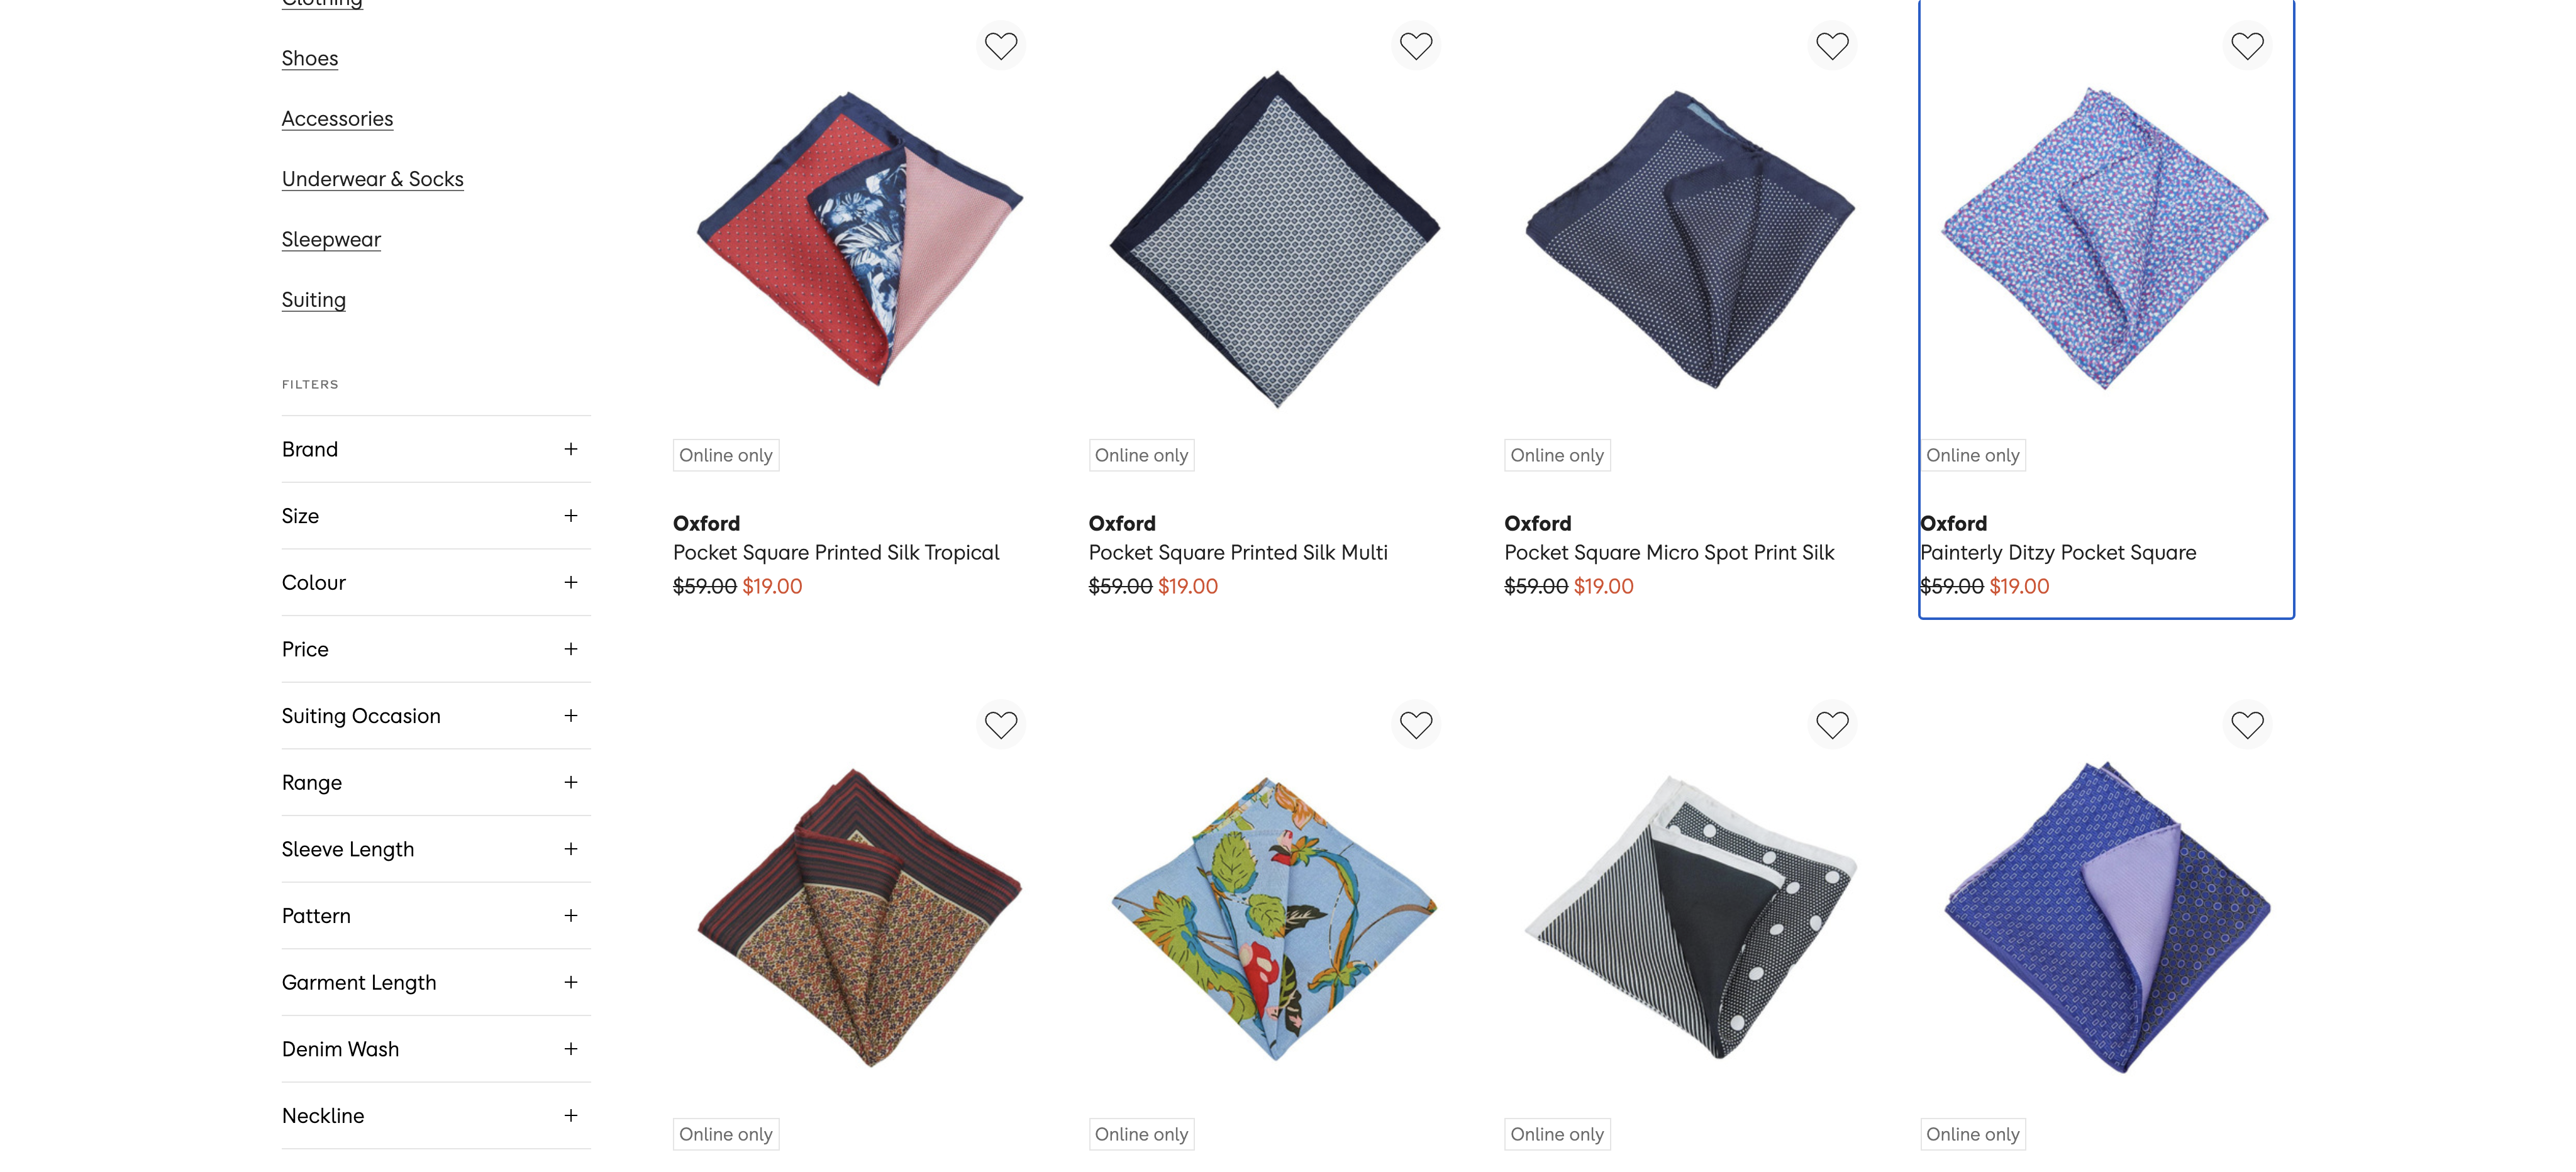 Clothing
Shoes
Accessories
Underwear & Socks
Sleepwear
Suiting
FILTERS
Brand
Size
Colour
Price
Suiting Occasion
Range
Sleeve Length
Pattern
Garment Length
Denim Wash
Neckline
Online only
Oxford
Pocket Square Printed Silk Tropical
$59.00 $19.00
Online only
Oxford
Pocket Square Printed Silk Multi
$59.00 $19.00
Online only
Oxford
Pocket Square Micro Spot Print Silk
$59.00 $19.00
Online only
Oxford
Painterly Ditzy Pocket Square
$59.00 $19.00
Online only
Online only
Online only
Online only